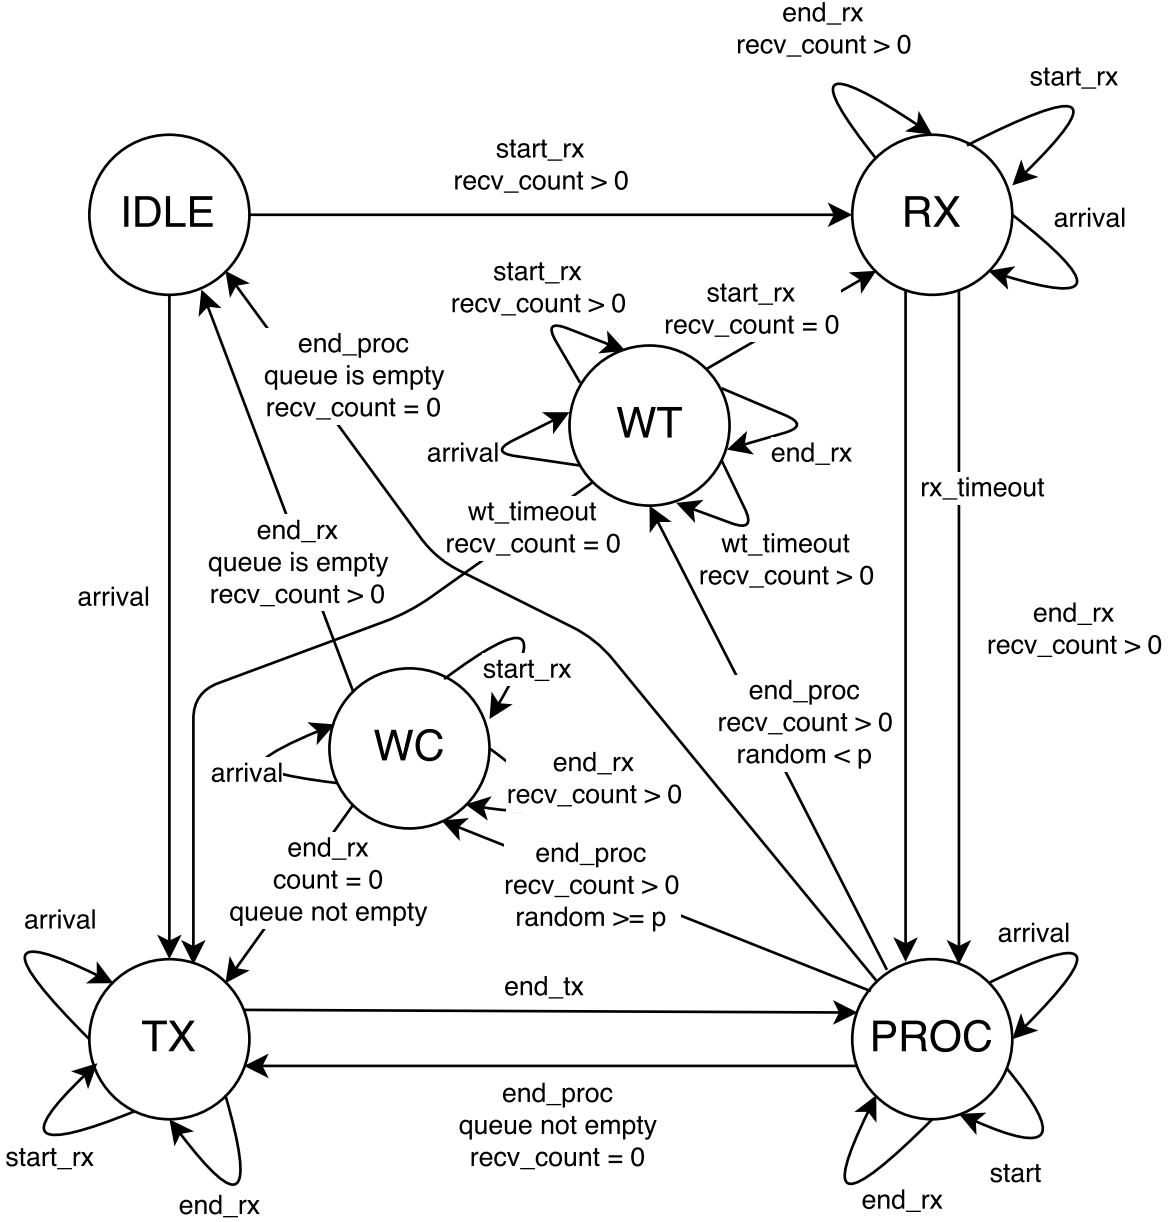 end_rx
recv_count > 0
start_rx
start_rx
recv_count > 0
IDLE
RX
arrival
start_rx
recv_count > 0
start_rx
recv_count = 0
end_proc
queue is empty
recv_count = 0
WT
arrival
end_rx
rx_timeout
wt_timeout
recv_count = 0
end_rx
queue is empty
recv_count > 0
wt_timeout
recv_count > 0
arrival
end_rx
recv_count > 0
start_rx
end_proc
recv_count > 0
random < p
WC
arrival
end_rx
recv_count > 0
end_rx
count = 0
queue not empty
end_proc
recv_count > 0
random >= p
arrival
arrival
end_tx
TX
PROC
end_proc
queue not empty
recv_count = 0
start_rx
end_rx
start
end_rx